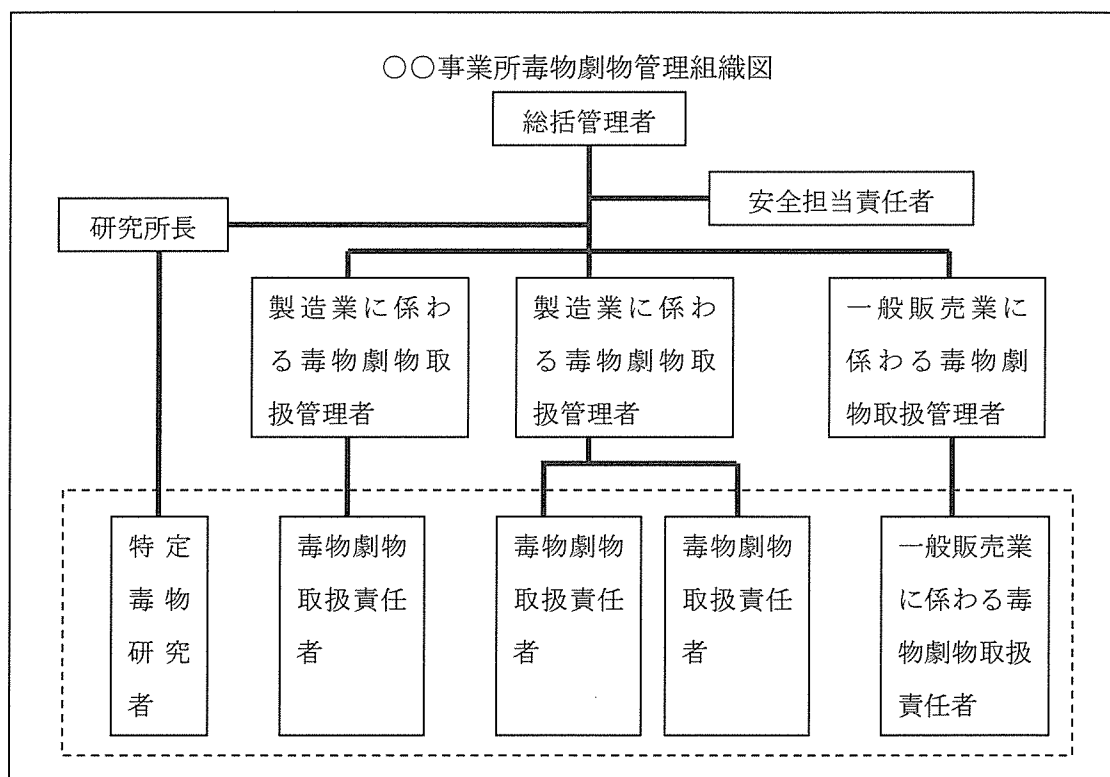 ○○事業所毒物劇物管理組織図
総括管理者
安全担当責任者
研究所長
製造業に係わ
る毒物劇物取
扱管理者
製造業に係わ
る毒物劇物取
扱管理者
一般販売業に
係わる毒物劇
物取扱管理者
特定
毒物
研究
者
毒物劇物
取扱責任
者
毒物劇物
取扱責任
者
毒物劇物
取扱責任
者
一般販売業
に係わる毒
物劇物取扱
責任者